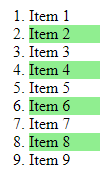 1. Item 1
2. Item 2
3. Item 3
4. Item 4
5. Item 5
6. Item 6
7. Item 7
8. Item 8
9. Item 9